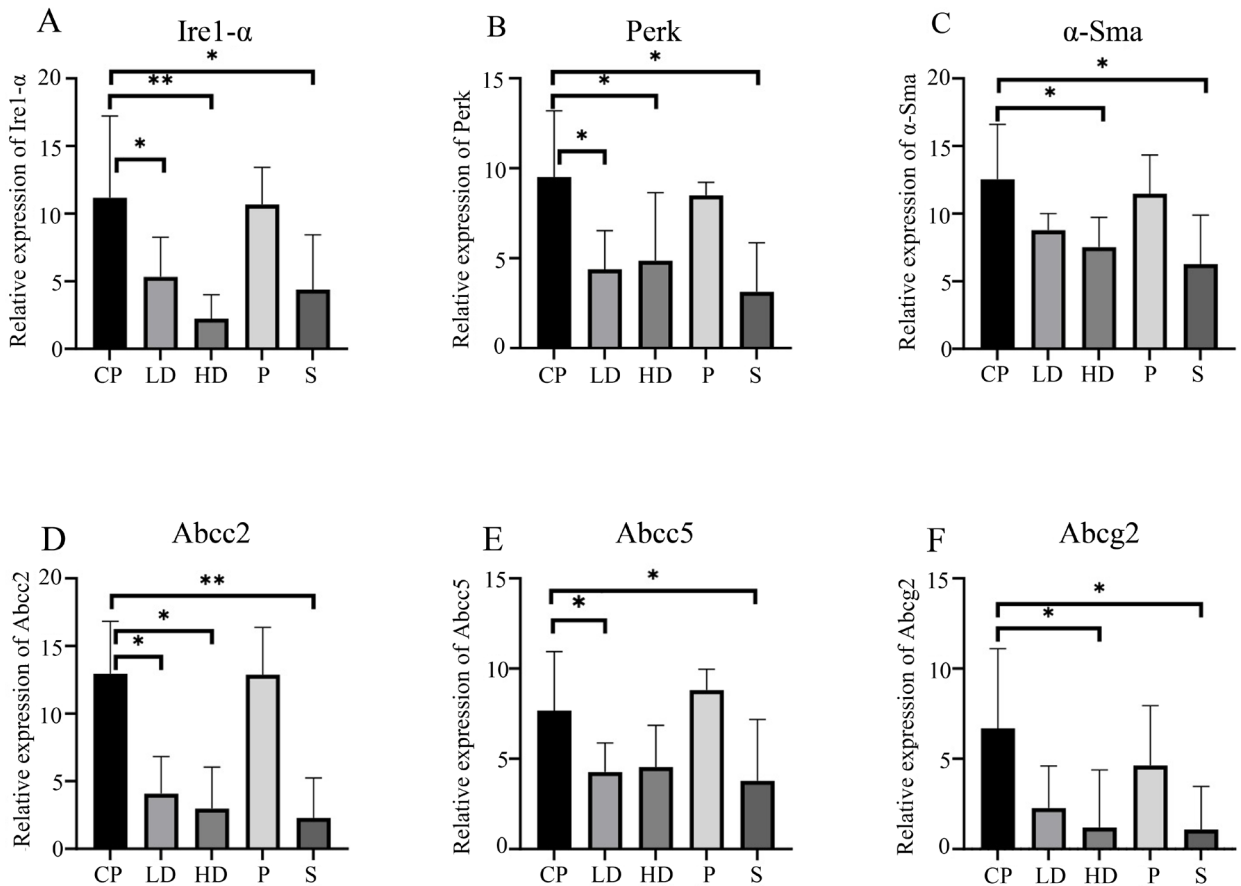 A
Ire1-α
Relative expression of Ire1-α
20
15
10
5
0
*
**
*
CP LD HD P S
B
Perk
Relative expression of Perk
15
10
5
0
*
*
*
CP LD HD P S
C
α-Sma
Relative expression of α-Sma
20
15
10
5
0
*
*
CP LD HD P S
D
Abcc2
Relative expression of Abcc2
20
15
10
5
0
**
*
*
CP LD HD P S
E
Abcc5
Relative expression of Abcc5
15
10
5
0
*
*
CP LD HD P S
F
Abcg2
Relative expression of Abcg2
15
10
5
0
*
*
CP LD HD P S